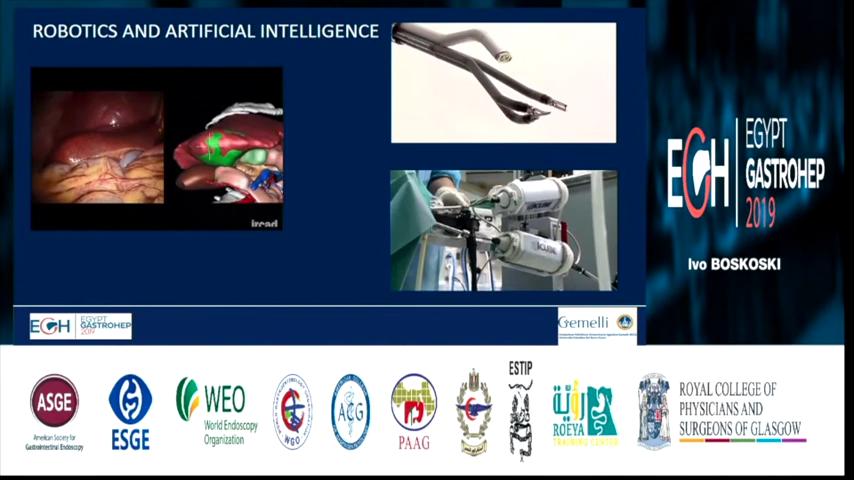 ROBOTICS AND ARTIFICIAL INTELLIGENCE
ircad
EGH
EGYPT
GASTROHEP
2019
Ivo BOSKOSKI
EGH
EGYPT
GASTROHEP
2019
Gemelli
ASGE
American Society for
Gastrointestinal Endoscopy
ESGE
WEO
World Endoscopy
Organization
WGO
ACG
PAAG
ESTIP
رؤية
ROEYA
TRAINING CENTER
ROYAL COLLEGE OF
PHYSICIANS AND
SURGEONS OF GLASGOW